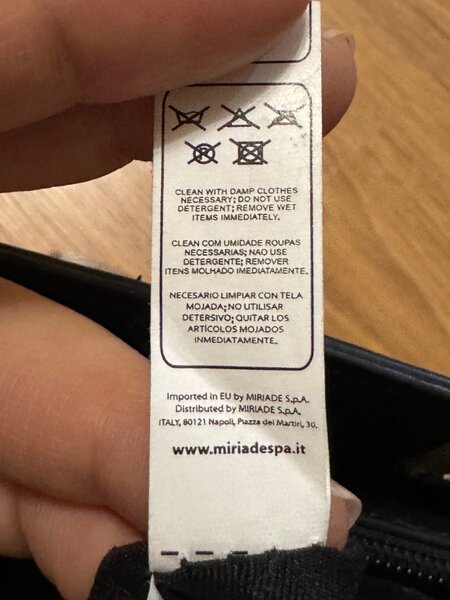 CLEAN WITH DAMP CLOTHES
NECESSARY; DO NOT USE
DETERGENT; REMOVE WET
ITEMS IMMEDIATELY.
CLEAN COM UMIDADE ROUPAS
NECESSARIAS; NAO USE
DETERGENTE; REMOVER
ITENS MOLHADO IMEDIATAMENTE.
NECESARIO LIMPIAR CON TELA
MOJADA; NO UTILISAR
DETERSIVO; QUITAR LOS
ARTÍCOLOS MOJADOS
INMEDIATAMENTE.
Imported in EU by MIRIADE S.p.A.
Distributed by MIRIADE S.p.A.
ITALY, 80121 Napoli, Piazza dei Martiri, 30.
www.miriadespa.it